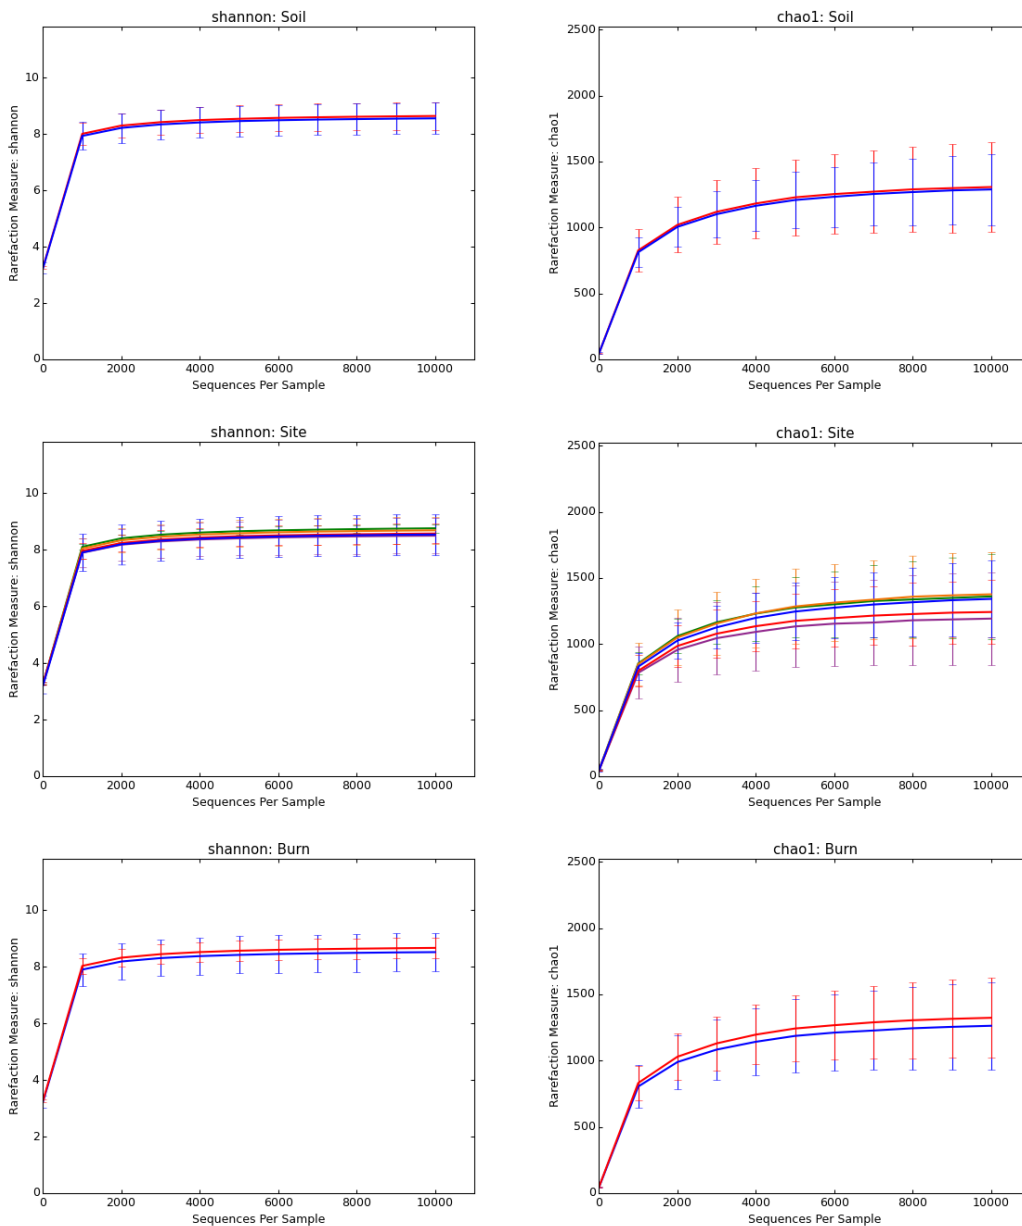 shannon: Soil
Rarefaction Measure: shannon
10
8
6
4
2
0
0 2000 4000 6000 8000 10000
Sequences Per Sample
chao1: Soil
Rarefaction Measure: chao1
2500
2000
1500
1000
500
0
0 2000 4000 6000 8000 10000
Sequences Per Sample
shannon: Site
Rarefaction Measure: shannon
10
8
6
4
2
0
0 2000 4000 6000 8000 10000
Sequences Per Sample
chao1: Site
Rarefaction Measure: chao1
2500
2000
1500
1000
500
0
0 2000 4000 6000 8000 10000
Sequences Per Sample
shannon: Burn
Rarefaction Measure: shannon
10
8
6
4
2
0
0 2000 4000 6000 8000 10000
Sequences Per Sample
chao1: Burn
Rarefaction Measure: chao1
2500
2000
1500
1000
500
0
0 2000 4000 6000 8000 10000
Sequences Per Sample